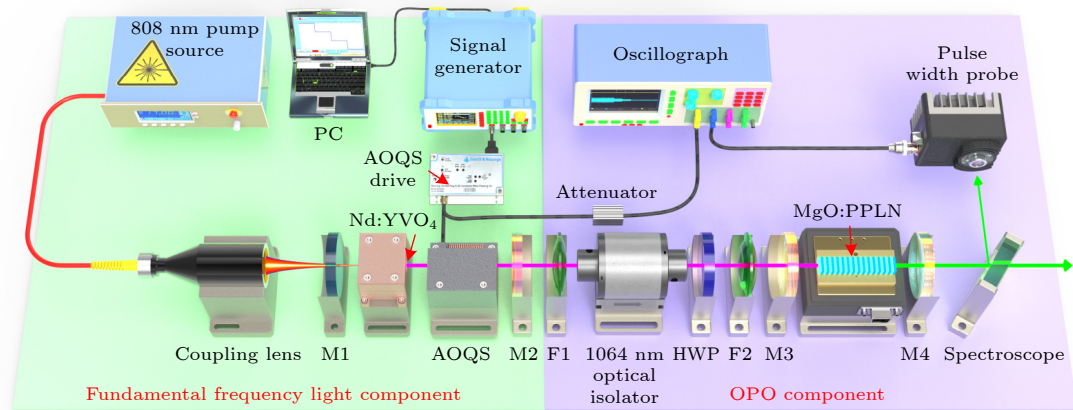 808 nm pump
source
PC
Signal
generator
Oscillograph
Pulse
width probe
AOQS
drive
Attenuator
Nd:YVO₄
MgO:PPLN
Coupling lens
M1
AOQS
M2
F1
1064 nm
optical
isolator
HWP
F2
M3
M4
Spectroscope
Fundamental frequency light component
OPO component